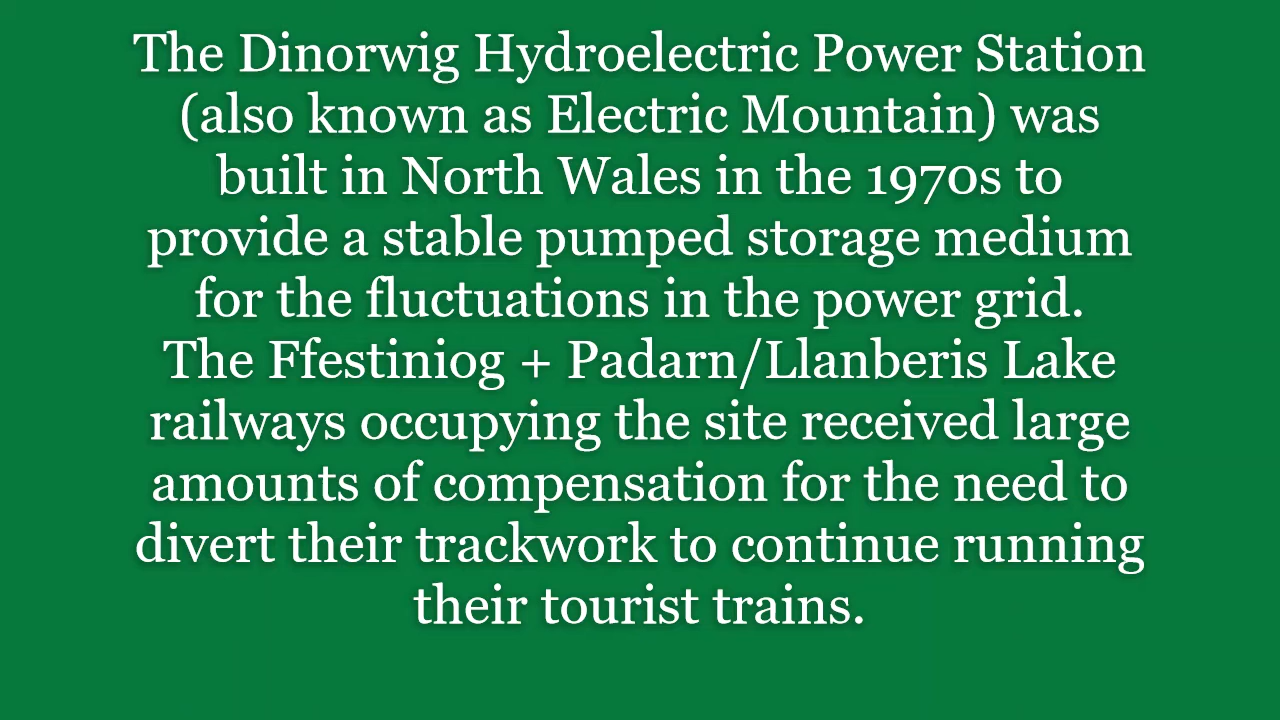 The Dinorwig Hydroelectric Power Station
(also known as Electric Mountain) was
built in North Wales in the 1970s to
provide a stable pumped storage medium
for the fluctuations in the power grid.
The Ffestiniog + Padarn/Llanberis Lake
railways occupying the site received large
amounts of compensation for the need to
divert their trackwork to continue running
their tourist trains.